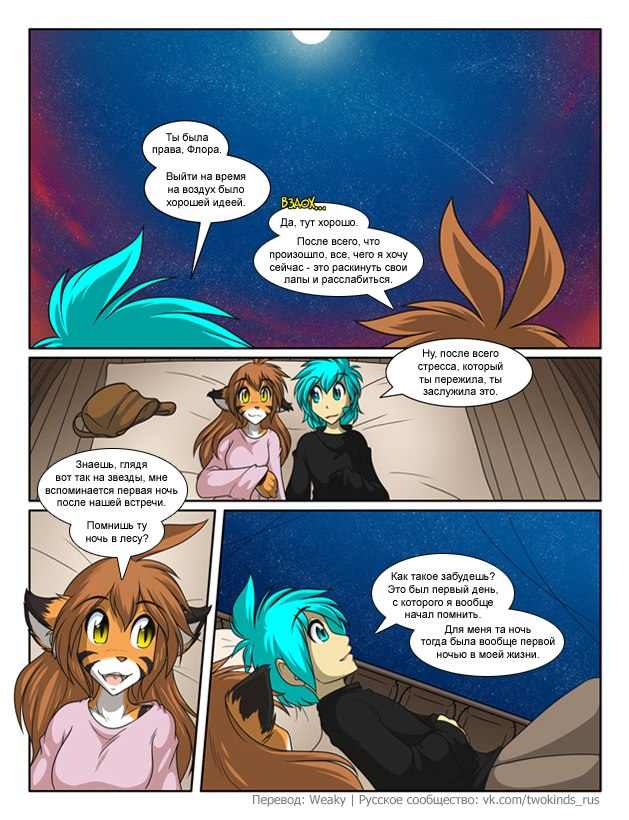 Ты была
права, Флора.
Выйти на время
на воздух было
хорошей идеей.
ВЗДОХ...
Да, тут хорошо.
После всего, что
произошло, все, чего я хочу
сейчас - это раскинуть свои
лапы и расслабиться.
Ну, после всего
стресса, который
ты пережила, ты
заслужила это.
Знаешь, глядя
вот так на звезды, мне
вспоминается первая ночь
после нашей встречи.
Помнишь ту
ночь в лесу?
Как такое забудешь?
Это был первый день,
с которого я вообще
начал помнить.
Для меня та ночь
тогда была вообще первой
ночью в моей жизни.
Перевод: Weaky | Русское сообщество: vk.com/twokinds_rus